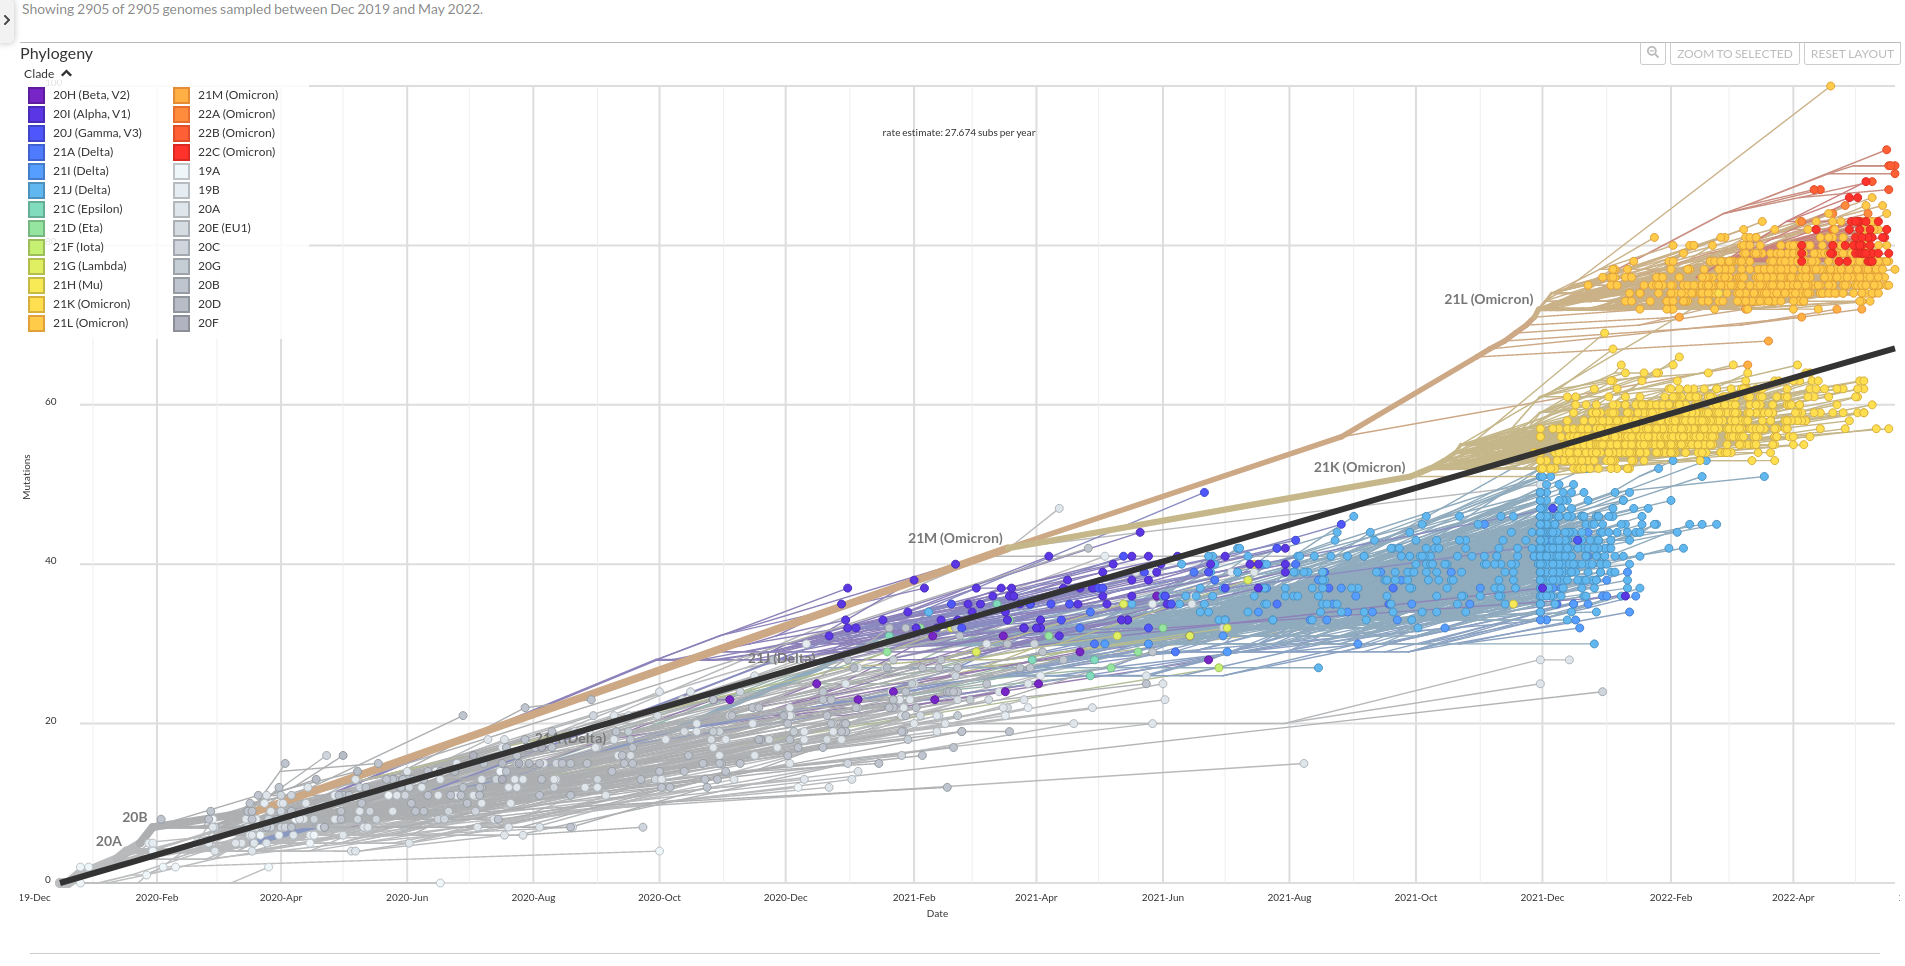 Showing 2905 of 2905 genomes sampled between Dec 2019 and May 2022.
Phylogeny
ZOOM TO SELECTED
RESET LAYOUT
Clade
20H (Beta, V2)
20I (Alpha, V1)
20J (Gamma, V3)
21A (Delta)
21I (Delta)
21J (Delta)
21C (Epsilon)
21D (Eta)
21F (Iota)
21G (Lambda)
21H (Mu)
21K (Omicron)
21L (Omicron)
21M (Omicron)
22A (Omicron)
22B (Omicron)
22C (Omicron)
19A
19B
20A
20E (EU1)
20C
20G
20B
20D
20F
rate estimate: 27.674 subs per year
21L (Omicron)
21K (Omicron)
21M (Omicron)
21J (Delta)
(Delta)
20B
20A
60
40
20
0
Mutations
19-Dec
2020-Feb
2020-Apr
2020-Jun
2020-Aug
2020-Oct
2020-Dec
2021-Feb
2021-Apr
2021-Jun
2021-Aug
2021-Oct
2021-Dec
2022-Feb
2022-Apr
Date